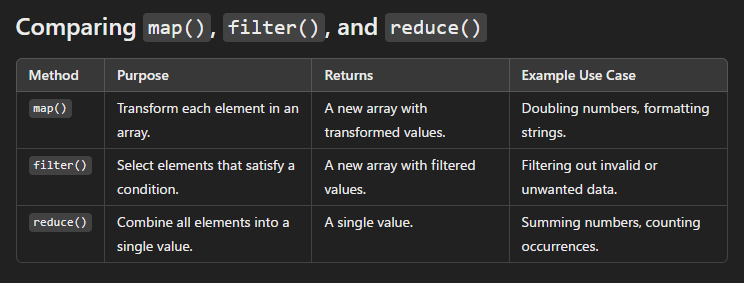 Comparing map(), filter(), and reduce()
Method Purpose Returns Example Use Case
map() Transform each element in an A new array with Doubling numbers, formatting
array. transformed values. strings.
filter() Select elements that satisfy a A new array with filtered Filtering out invalid or
condition. values. unwanted data.
reduce() Combine all elements into a A single value. Summing numbers, counting
single value. occurrences.